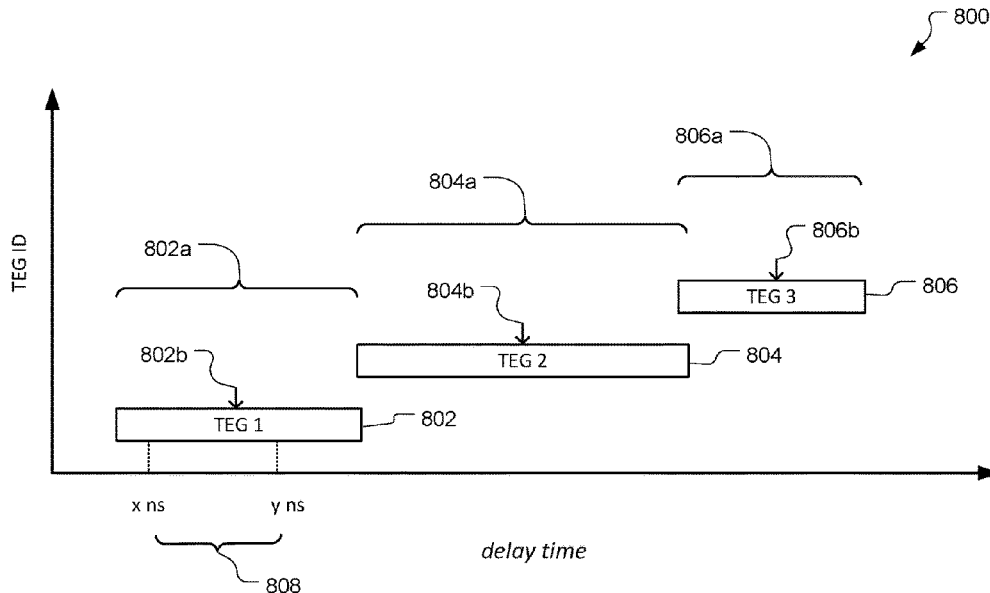 800
806a
804a
TEG ID
802a
806b
804b
TEG 3
806
802b
TEG 2
804
TEG 1
802
x ns
y ns
delay time
808